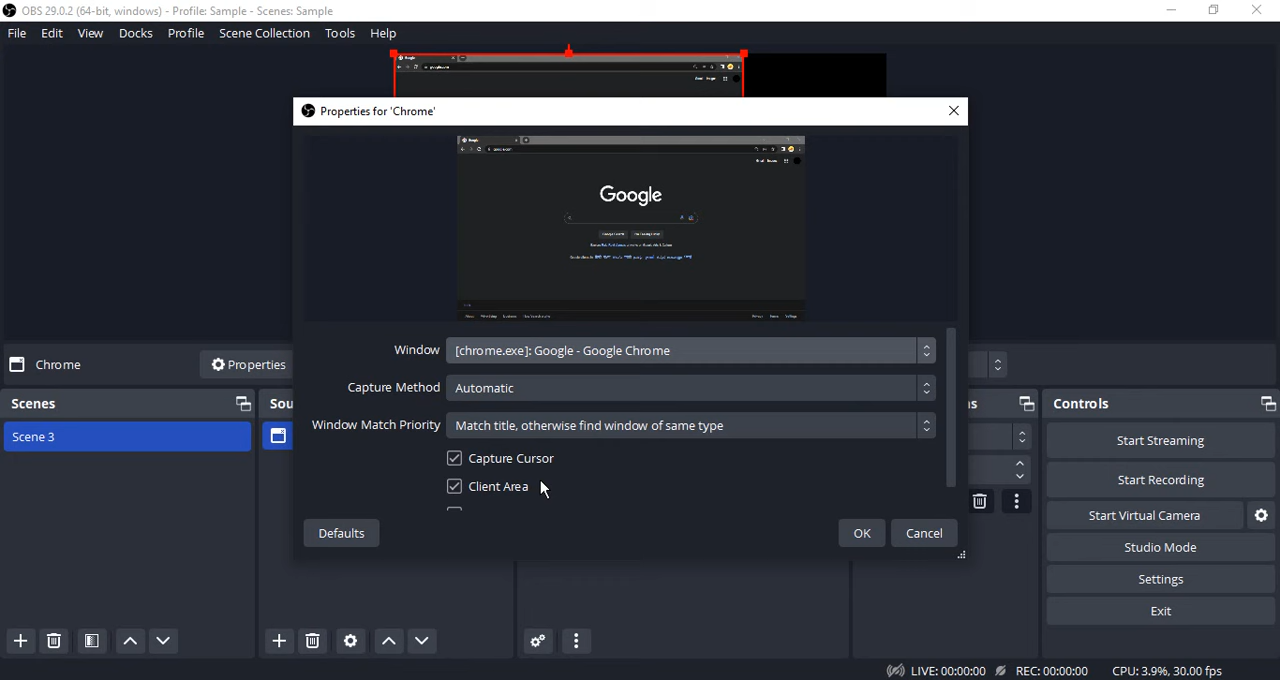 OBS 29.0.2 (64-bit, windows) - Profile: Sample - Scenes: Sample
File Edit View Docks Profile Scene Collection Tools Help
Properties for 'Chrome'
Google
Window [chrome.exe]: Google - Google Chrome
Capture Method Automatic
Window Match Priority Match title, otherwise find window of same type
Capture Cursor
Client Area
Defaults OK Cancel
Chrome Properties
Scenes
Scene 3
Sou
ns
Controls
Start Streaming
Start Recording
Start Virtual Camera
Studio Mode
Settings
Exit
LIVE: 00:00:00 REC: 00:00:00 CPU: 3.9%, 30.00 fps